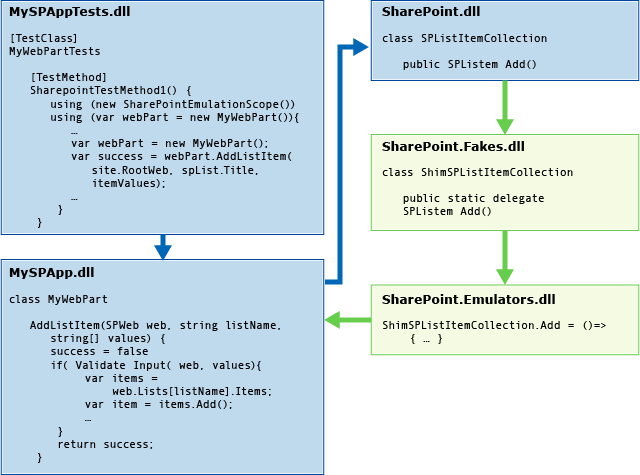 MySPAppTests.dll
[TestClass]
MyWebPartTests
[TestMethod]
SharepointTestMethod1() {
using (new SharePointEmulationScope())
using (var webPart = new MyWebPart()){
…
var webPart = new MyWebPart();
var success = webPart.AddListItem(
site.RootWeb, spList.Title,
itemValues);
…
}
}
MySPApp.dll
class MyWebPart
AddListItem(SPWeb web, string listName,
string[] values) {
success = false
if( Validate Input( web, values){
var items =
web.Lists[listName].Items;
var item = items.Add();
…
}
return success;
}
SharePoint.dll
class SPListItemCollection
public SPListem Add()
SharePoint.Fakes.dll
class ShimSPListItemCollection
public static delegate
SPListem Add()
SharePoint.Emulators.dll
ShimSPListItemCollection.Add = ()=>
{ … }